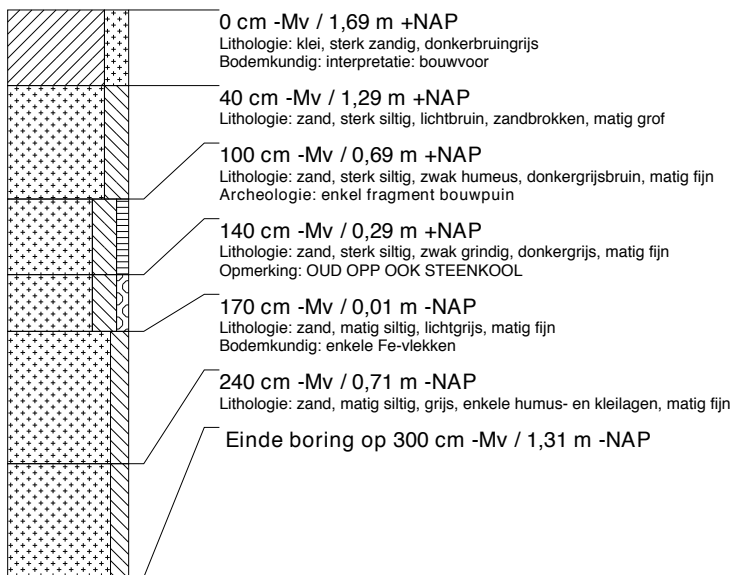 0 cm -Mv / 1,69 m +NAP
Lithologie: klei, sterk zandig, donkerbruingrijs
Bodemkundig: interpretatie: bouwvoor
40 cm -Mv / 1,29 m +NAP
Lithologie: zand, sterk siltig, lichtbruin, zandbrokken, matig grof
100 cm -Mv / 0,69 m +NAP
Lithologie: zand, sterk siltig, zwak humeus, donkergrijsbruin, matig fijn
Archeologie: enkel fragment bouwpuin
140 cm -Mv / 0,29 m +NAP
Lithologie: zand, sterk siltig, zwak grindig, donkergrijs, matig fijn
Opmerking: OUD OPP OOK STEENKOOL
170 cm -Mv / 0,01 m -NAP
Lithologie: zand, matig siltig, lichtgrijs, matig fijn
Bodemkundig: enkele Fe-vlekken
240 cm -Mv / 0,71 m -NAP
Lithologie: zand, matig siltig, grijs, enkele humus- en kleilagen, matig fijn
Einde boring op 300 cm -Mv / 1,31 m -NAP